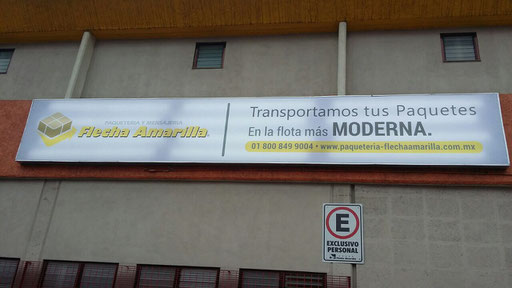 PAQUETERÍA Y MENSAJERÍA
Flecha Amarilla
Transportamos tus Paquetes
En la flota más MODERNA.
01 800 849 9004 • www.paqueteria-flechaamarilla.com.mx
E
EXCLUSIVO
PERSONAL